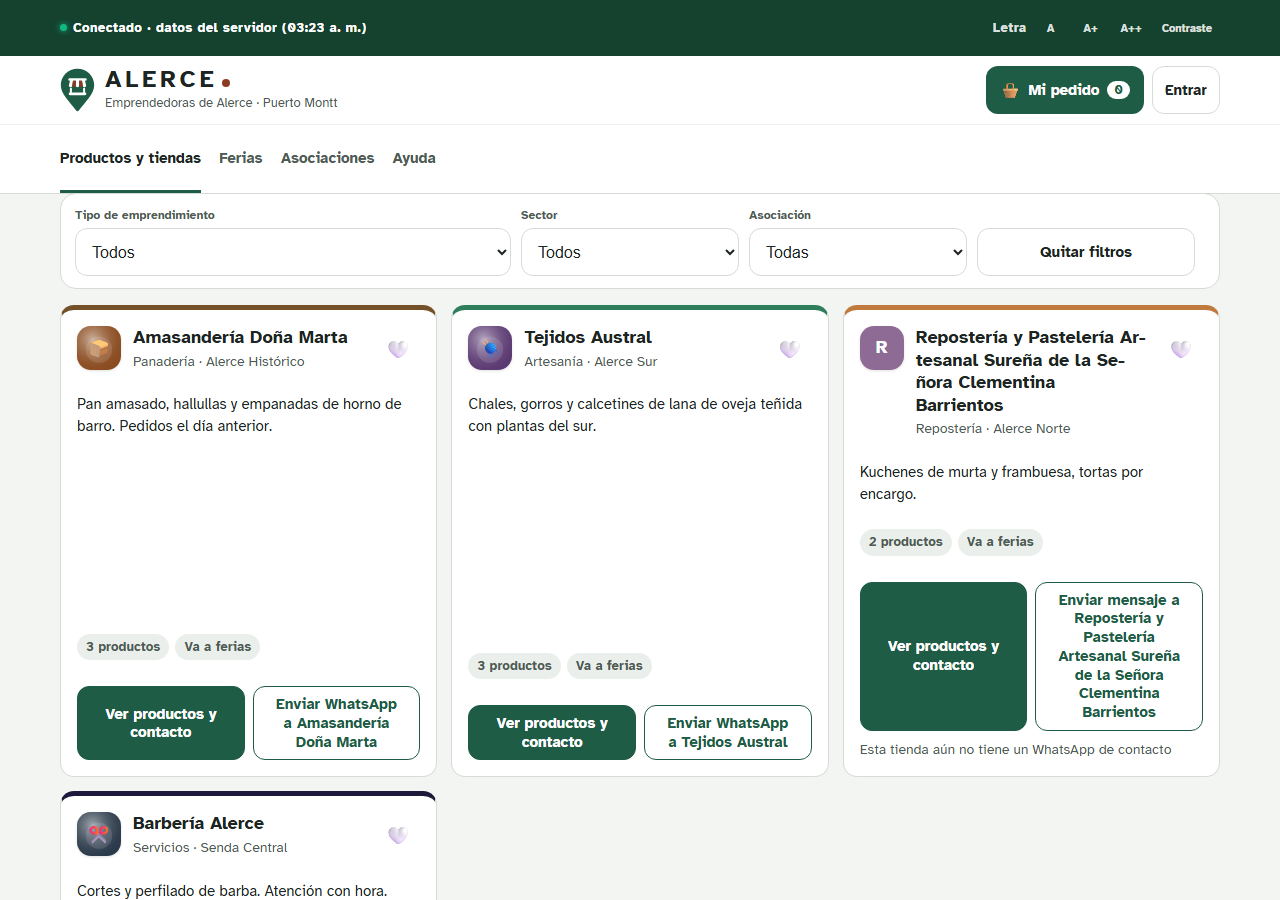 Conectado · datos del servidor (03:23 a. m.)
Letra A A+ A++ Contraste
ALERCE
Emprendedoras de Alerce · Puerto Montt
Mi pedido 0
Entrar
Productos y tiendas Ferias Asociaciones Ayuda
Tipo de emprendimiento
Todos
Sector
Todos
Asociación
Todas
Quitar filtros
Amasandería Doña Marta
Panadería · Alerce Histórico
Pan amasado, hallullas y empanadas de horno de
barro. Pedidos el día anterior.
3 productos Va a ferias
Ver productos y
contacto
Enviar WhatsApp
a Amasandería
Doña Marta
Tejidos Austral
Artesanía · Alerce Sur
Chales, gorros y calcetines de lana de oveja teñida
con plantas del sur.
3 productos Va a ferias
Ver productos y
contacto
Enviar WhatsApp
a Tejidos Austral
R
Repostería y Pastelería Ar-
tesanal Sureña de la Se-
ñora Clementina
Barrientos
Repostería · Alerce Norte
Kuchenes de murta y frambuesa, tortas por
encargo.
2 productos Va a ferias
Ver productos y
contacto
Enviar mensaje a
Repostería y
Pastelería
Artesanal Sureña
de la Señora
Clementina
Barrientos
Esta tienda aún no tiene un WhatsApp de contacto
Barbería Alerce
Servicios · Senda Central
Cortes y perfilado de barba. Atención con hora.